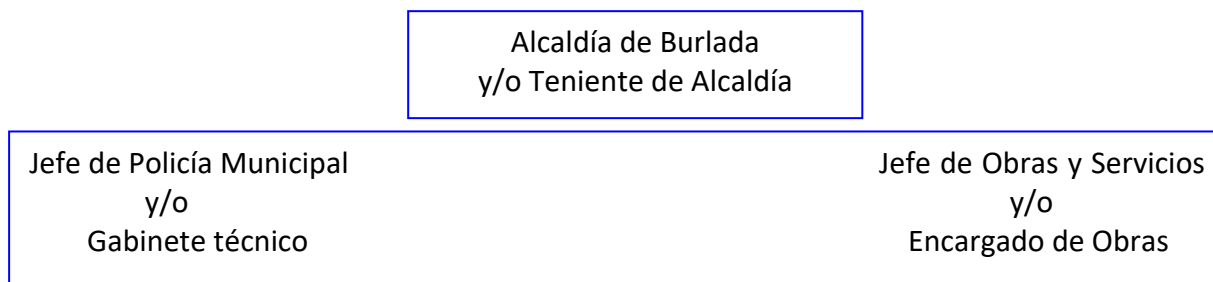 Alcaldía de Burlada
y/o Teniente de Alcaldía
Jefe de Policía Municipal
y/o
Gabinete técnico
Jefe de Obras y Servicios
y/o
Encargado de Obras